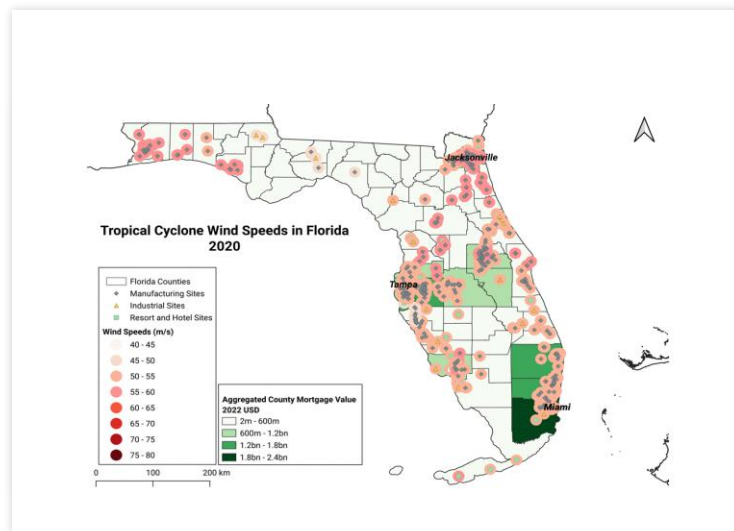 Jacksonville
Tropical Cyclone Wind Speeds in Florida
2020
Tampa
Florida Counties
Manufacturing Sites
Industrial Sites
Resort and Hotel Sites
Wind Speeds (m/s)
40 - 45
45 - 50
50 - 55
55 - 60
60 - 65
65 - 70
70 - 75
75 - 80
Aggregated County Mortgage Value
2022 USD
2m - 600m
600m - 1.2bn
1.2bn - 1.8bn
1.8bn - 2.4bn
Miami
0 100 200 km